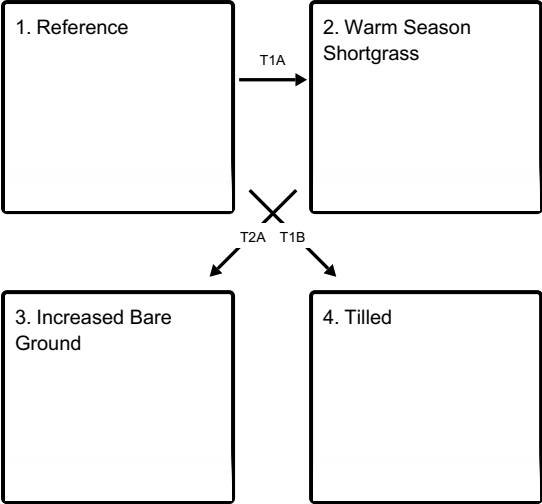 1. Reference
2. Warm Season
Shortgrass
T1A
T2A
T1B
3. Increased Bare
Ground
4. Tilled